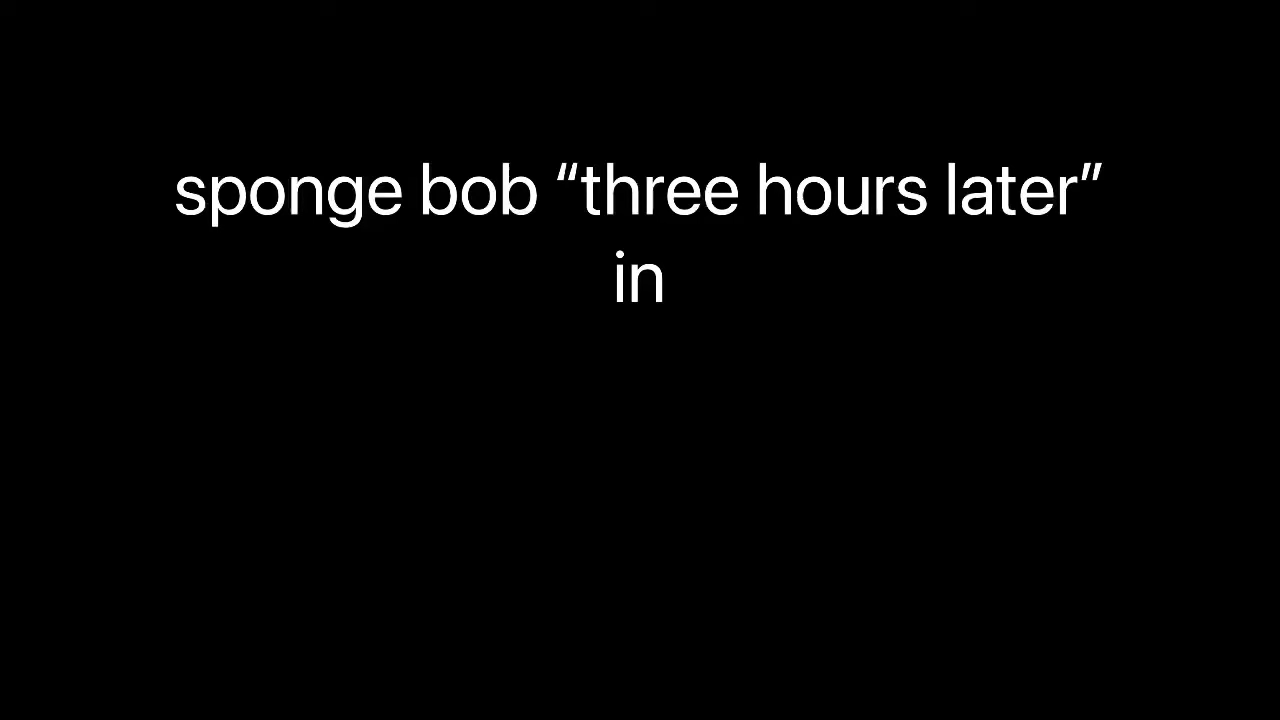 sponge bob “three hours later”
in